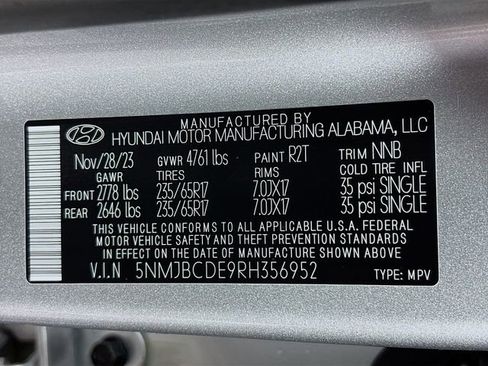 MANUFACTURED BY
HYUNDAI MOTOR MANUFACTURING ALABAMA, LLC
Nov/28/23 GVWR 4761 lbs PAINT R2T TRIM NNB
GAWR TIRES RIMS COLD TIRE INFL
FRONT 2778 lbs 235/65R17 7.0JX17 35 psi SINGLE
REAR 2646 lbs 235/65R17 7.0JX17 35 psi SINGLE
THIS VEHICLE CONFORMS TO ALL APPLICABLE U.S.A. FEDERAL
MOTOR VEHICLE SAFETY AND THEFT PREVENTION STANDARDS
IN EFFECT ON THE DATE OF MANUFACTURE SHOWN ABOVE.
V.I.N 5NMJBCDE9RH356952 TYPE: MPV